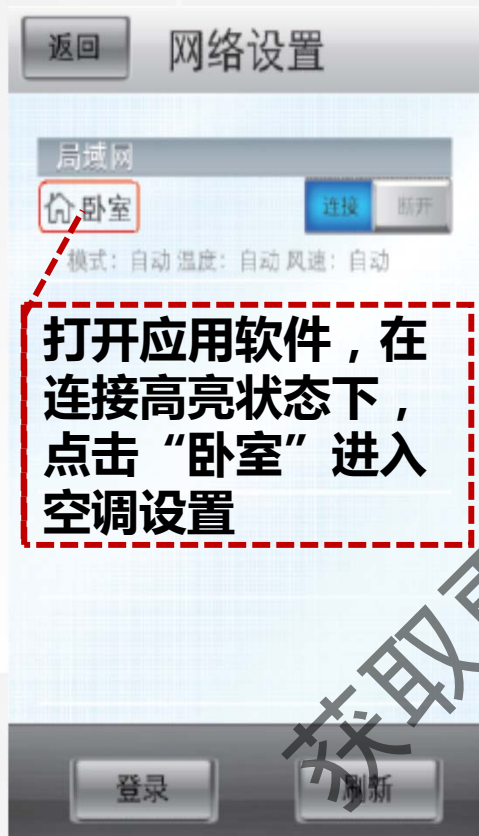 返回 网络设置
局域网
卧室 连接 断开
模式：自动 温度：自动 风速：自动
打开应用软件，在
连接高亮状态下，
点击“卧室”进入
空调设置
获取
登录 刷新